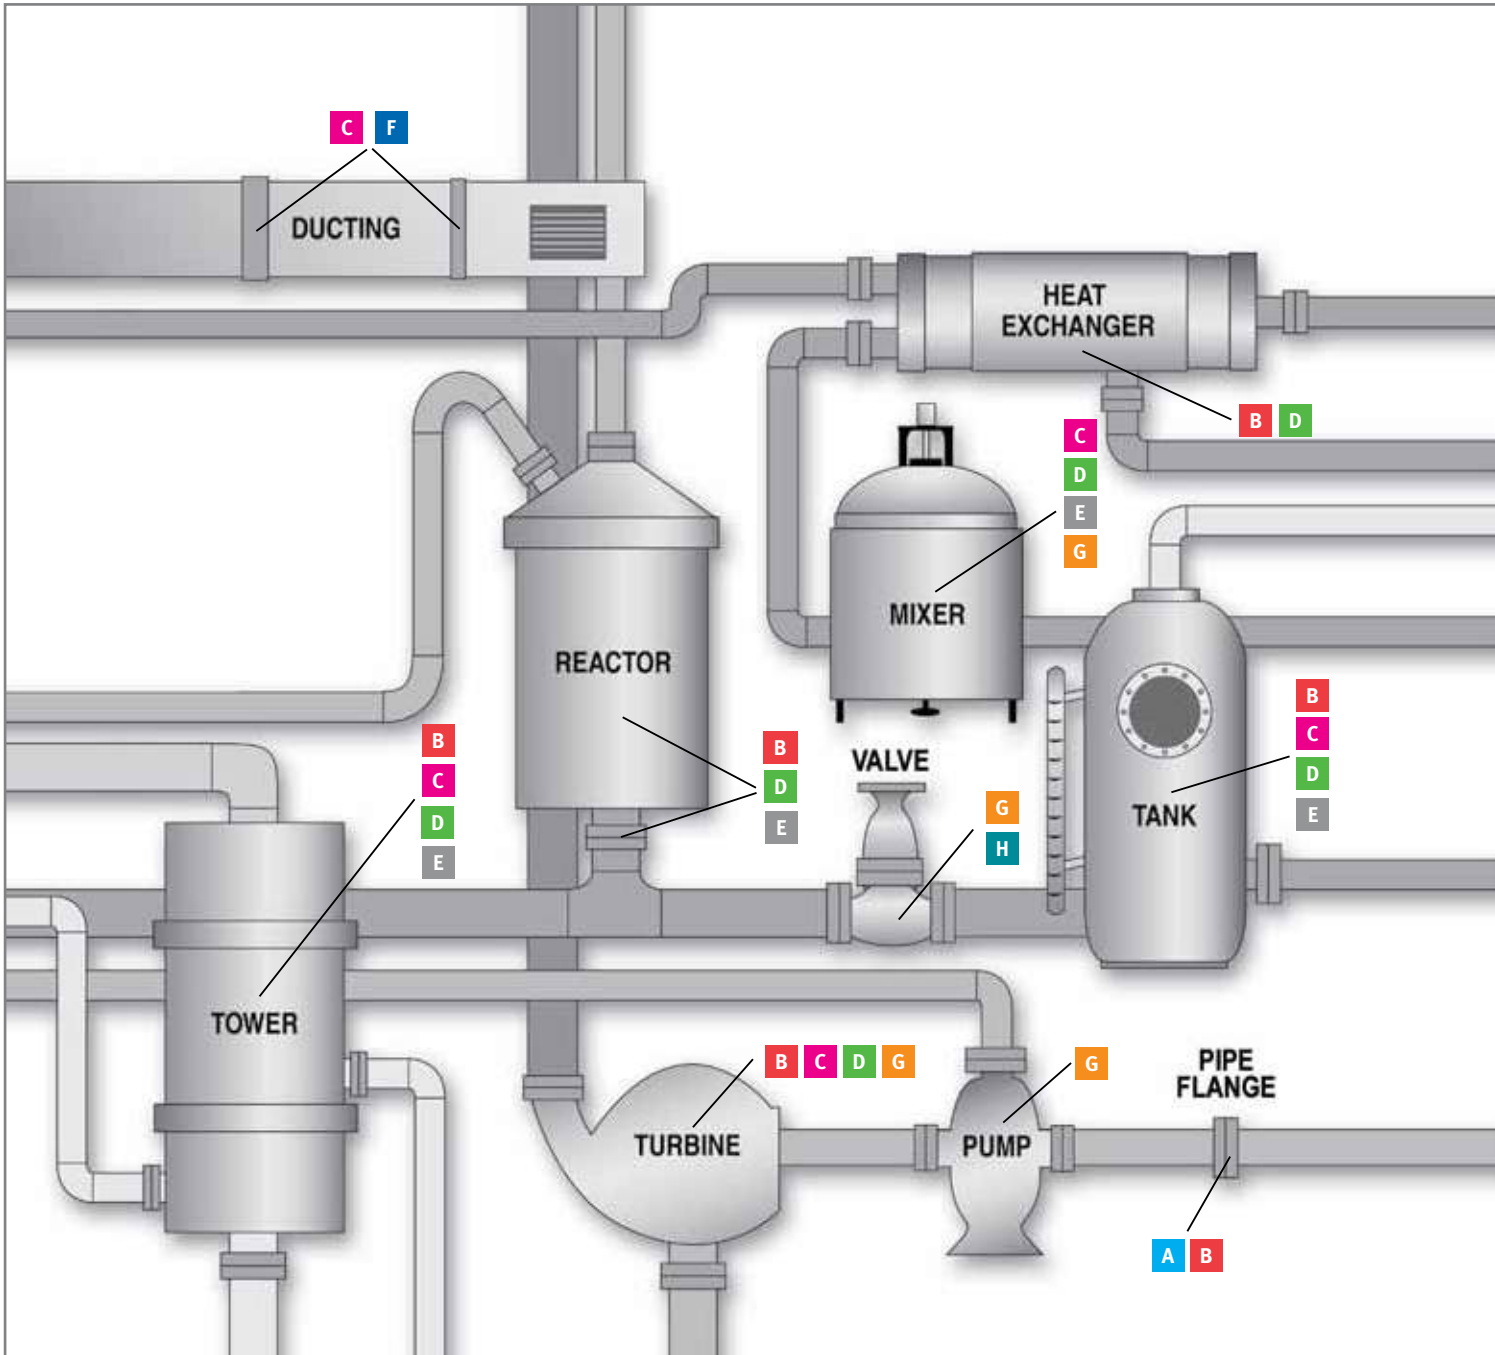 C F
DUCTING
HEAT
EXCHANGER
B D
C
D
E
G
MIXER
REACTOR
B
C
D
E
B
D
E
VALVE
G
H
B
C
D
E
TANK
TOWER
B C D G
TURBINE
G
PUMP
PIPE
FLANGE
A B